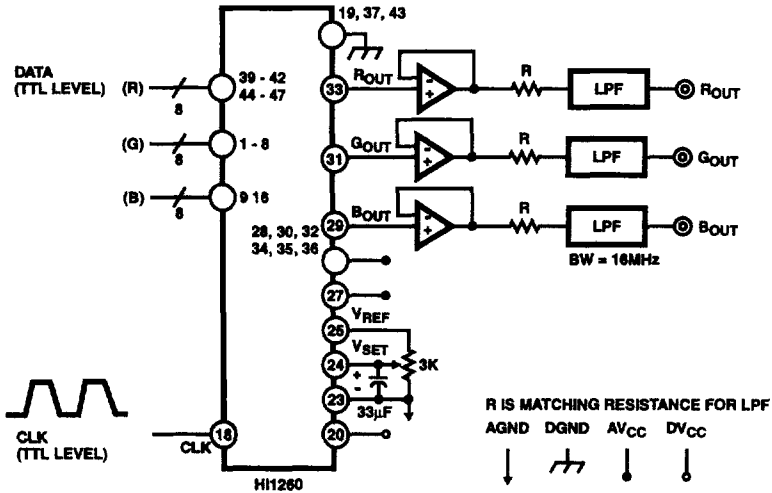 19, 37, 43
DATA
(TTL LEVEL)
(R)
8
39 - 42
44 - 47
33
ROUT
-
+
R
LPF
ROUT
(G)
8
1 - 8
31
GOUT
-
+
R
LPF
GOUT
(B)
8
9 16
29
BOUT
-
+
R
LPF
BOUT
BW = 16MHz
28, 30, 32
34, 35, 36
27
VREF
25
VSET
24
3K
+
-
23
33μF
20
CLK
(TTL LEVEL)
CLK
18
HI1260
R IS MATCHING RESISTANCE FOR LPF
AGND DGND AVCC DVCC